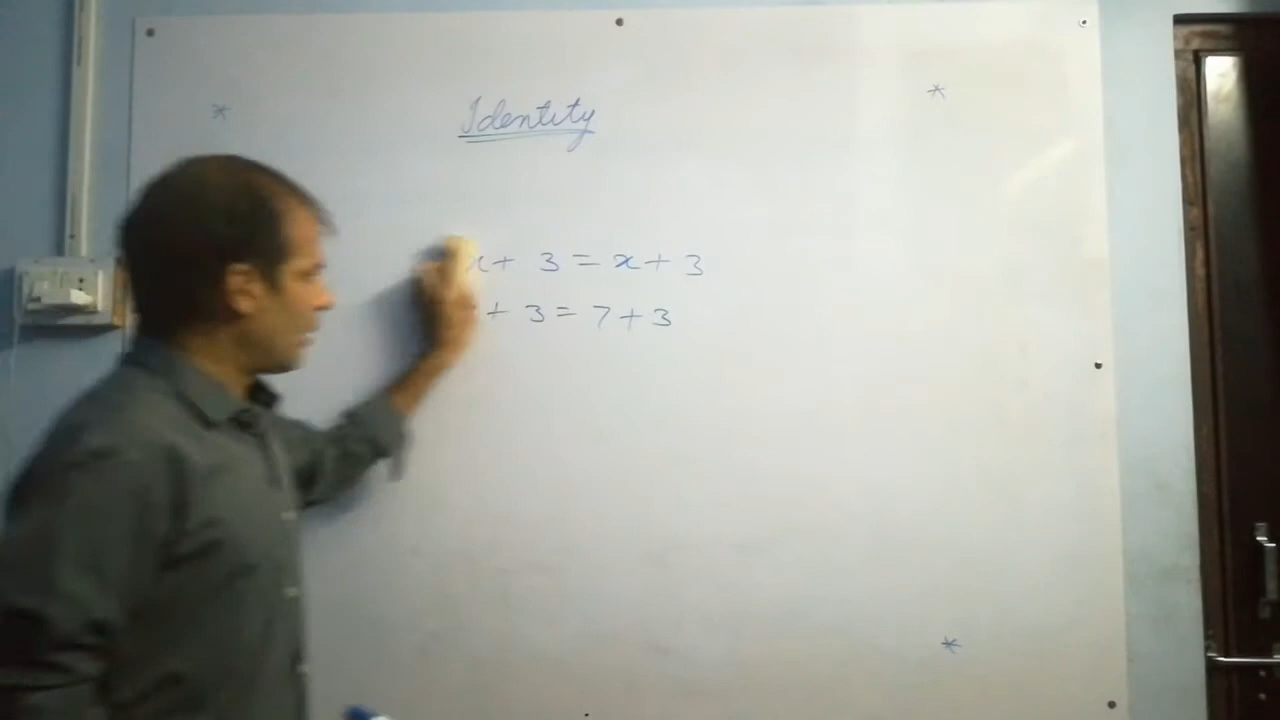 * *
Identity
x + 3 = x + 3
+ 3 = 7 + 3
*